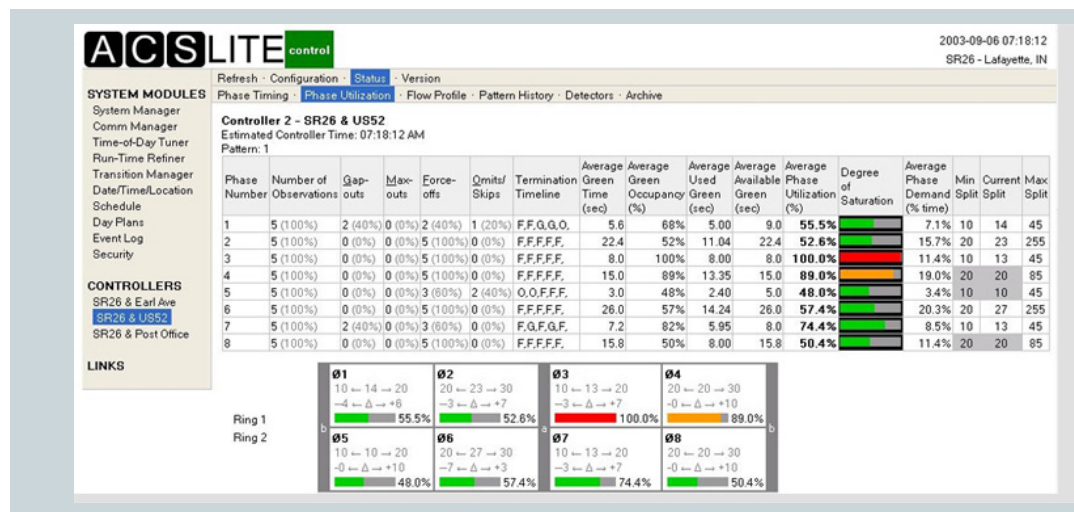 ACS LITE control
2003-09-06 07:18:12
SR26 - Lafayette, IN
Refresh · Configuration · Status · Version
Phase Timing · Phase Utilization · Flow Profile · Pattern History · Detectors · Archive
SYSTEM MODULES
System Manager
Comm Manager
Time-of-Day Tuner
Run-Time Refiner
Transition Manager
Date/Time/Location
Schedule
Day Plans
Event Log
Security
CONTROLLERS
SR26 & Earl Ave
SR26 & US52
SR26 & Post Office
LINKS
Controller 2 - SR26 & US52
Estimated Controller Time: 07:18:12 AM
Pattern: 1
Phase Number Number of Observations Gap-outs Max-outs Force-offs Omits/Skips Termination Timeline Average Green Time (sec) Average Green Occupancy (%) Average Used Green (sec) Average Available Green (sec) Average Phase Utilization (%) Degree of Saturation Average Phase Demand (% time) Min Split Current Split Max Split
1 5 (100%) 2 (40%) 0 (0%) 2 (40%) 1 (20%) F,F,G,G,O, 5.6 68% 5.00 9.0 55.5% 7.1% 10 14 45
2 5 (100%) 0 (0%) 0 (0%) 5 (100%) 0 (0%) F,F,F,F,F, 22.4 52% 11.04 22.4 52.6% 15.7% 20 23 255
3 5 (100%) 0 (0%) 0 (0%) 5 (100%) 0 (0%) F,F,F,F,F, 8.0 100% 8.00 8.0 100.0% 11.4% 10 13 45
4 5 (100%) 0 (0%) 0 (0%) 5 (100%) 0 (0%) F,F,F,F,F, 15.0 89% 13.35 15.0 89.0% 19.0% 20 20 85
5 5 (100%) 0 (0%) 0 (0%) 3 (60%) 2 (40%) O,O,F,F,F, 3.0 48% 2.40 5.0 48.0% 3.4% 10 10 45
6 5 (100%) 0 (0%) 0 (0%) 5 (100%) 0 (0%) F,F,F,F,F, 26.0 57% 14.24 26.0 57.4% 20.3% 20 27 255
7 5 (100%) 2 (40%) 0 (0%) 3 (60%) 0 (0%) F,G,F,G,F, 7.2 82% 5.95 8.0 74.4% 8.5% 10 13 45
8 5 (100%) 0 (0%) 0 (0%) 5 (100%) 0 (0%) F,F,F,F,F, 15.8 50% 8.00 15.8 50.4% 11.4% 20 20 85
Ring 1
Ring 2
b
Ø1
10 ← 14 → 20
−4 ← Δ → +6
55.5%
Ø2
20 ← 23 → 30
−3 ← Δ → +7
52.6%
a
Ø3
10 ← 13 → 20
−3 ← Δ → +7
100.0%
Ø4
20 ← 20 → 30
-0 ← Δ → +10
89.0%
b
Ø5
10 ← 10 → 20
-0 ← Δ → +10
48.0%
Ø6
20 ← 27 → 30
−7 ← Δ → +3
57.4%
Ø7
10 ← 13 → 20
−3 ← Δ → +7
74.4%
Ø8
20 ← 20 → 30
-0 ← Δ → +10
50.4%